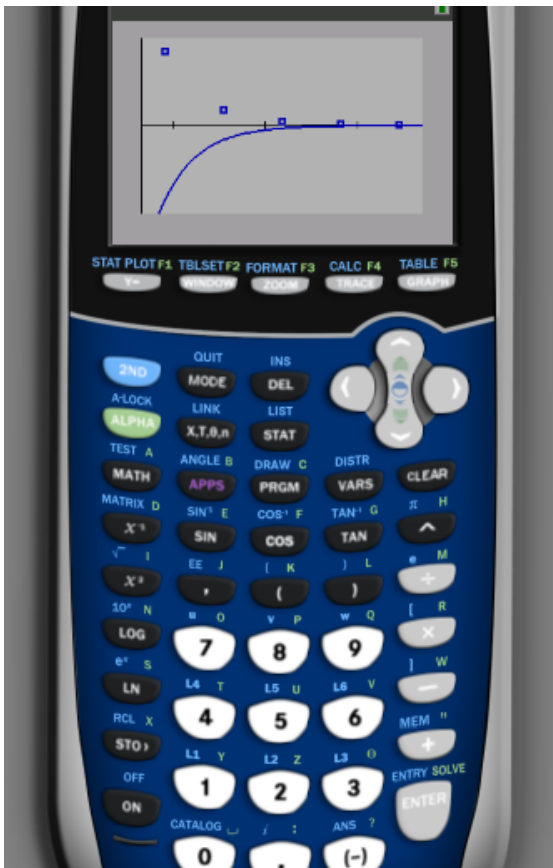 STAT PLOT F1 TBLSET F2 FORMAT F3 CALC F4 TABLE F5
Y= WINDOW ZOOM TRACE GRAPH
QUIT INS
2ND MODE DEL
A-LOCK LINK LIST
ALPHA X,T,θ,n STAT
TEST A ANGLE B DRAW C DISTR
MATH APPS PRGM VARS CLEAR
MATRIX D SIN⁻¹ E COS⁻¹ F TAN⁻¹ G π H
SIN COS TAN ^
√ I EE J { K } L e M
x² , ( ) ÷
10ˣ N u O v P w Q [ R
LOG 7 8 9 ×
eˣ S L4 T L5 U L6 V ] W
LN 4 5 6 −
RCL X L1 Y L2 Z L3 θ MEM "
STO› 1 2 3 +
OFF CATALOG i : ANS ? ENTRY SOLVE
ON 0 . (-) ENTER